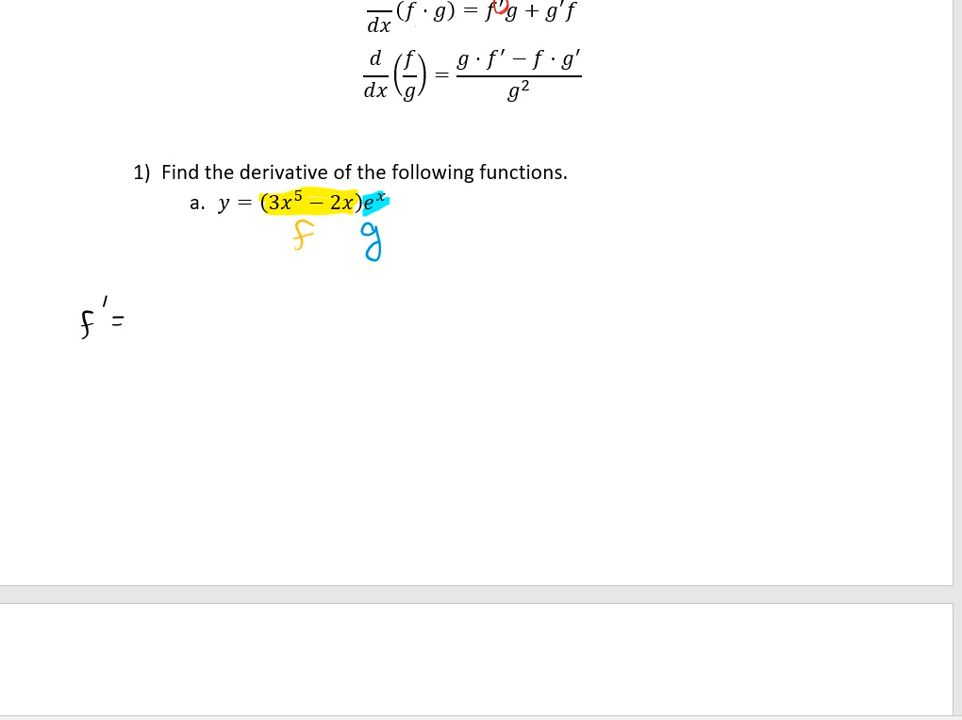 d/dx (f · g) = f'g + g'f
d/dx (f/g) = (g · f' − f · g')/g²
1) Find the derivative of the following functions.
a. y = (3x⁵ − 2x)eˣ
f g
f' =